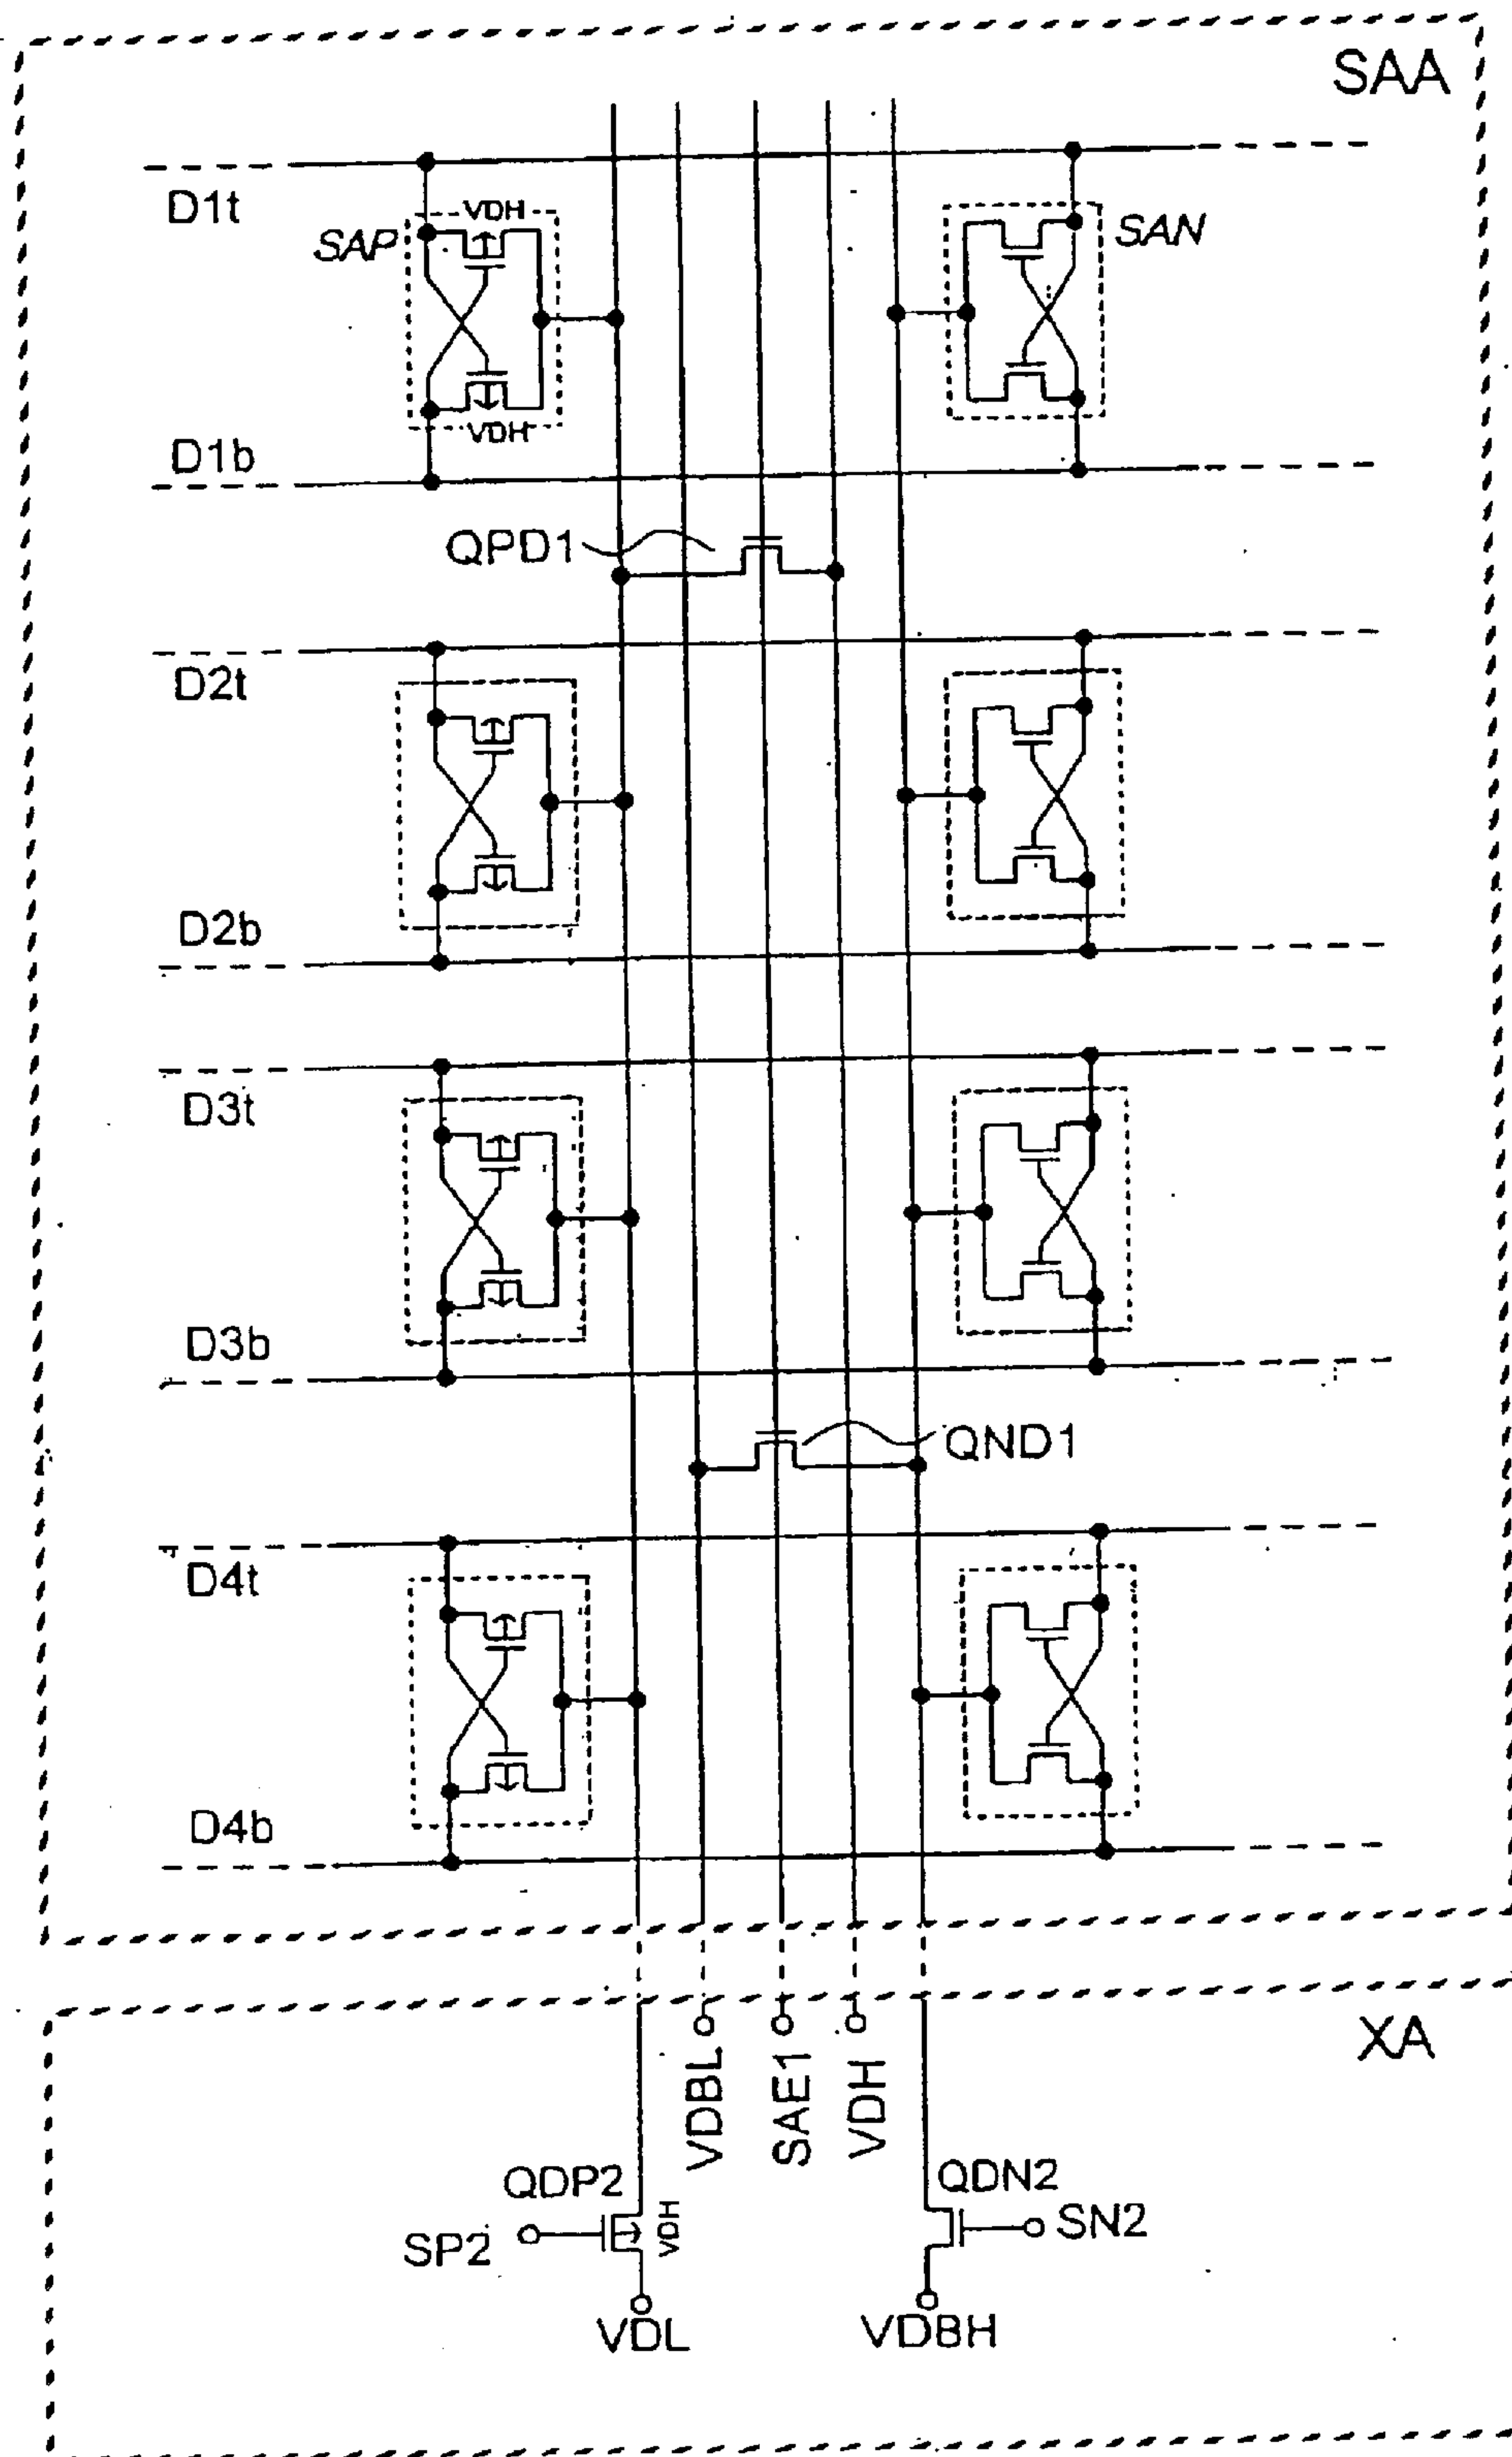 SAA
D1t
VDH
SAP
SAN
VDH
D1b
QPD1
D2t
D2b
D3t
D3b
QND1
D4t
D4b
XA
VDBL
SAE1
VDH
QDP2
VDH
QDN2
SP2
SN2
VDL
VDBH